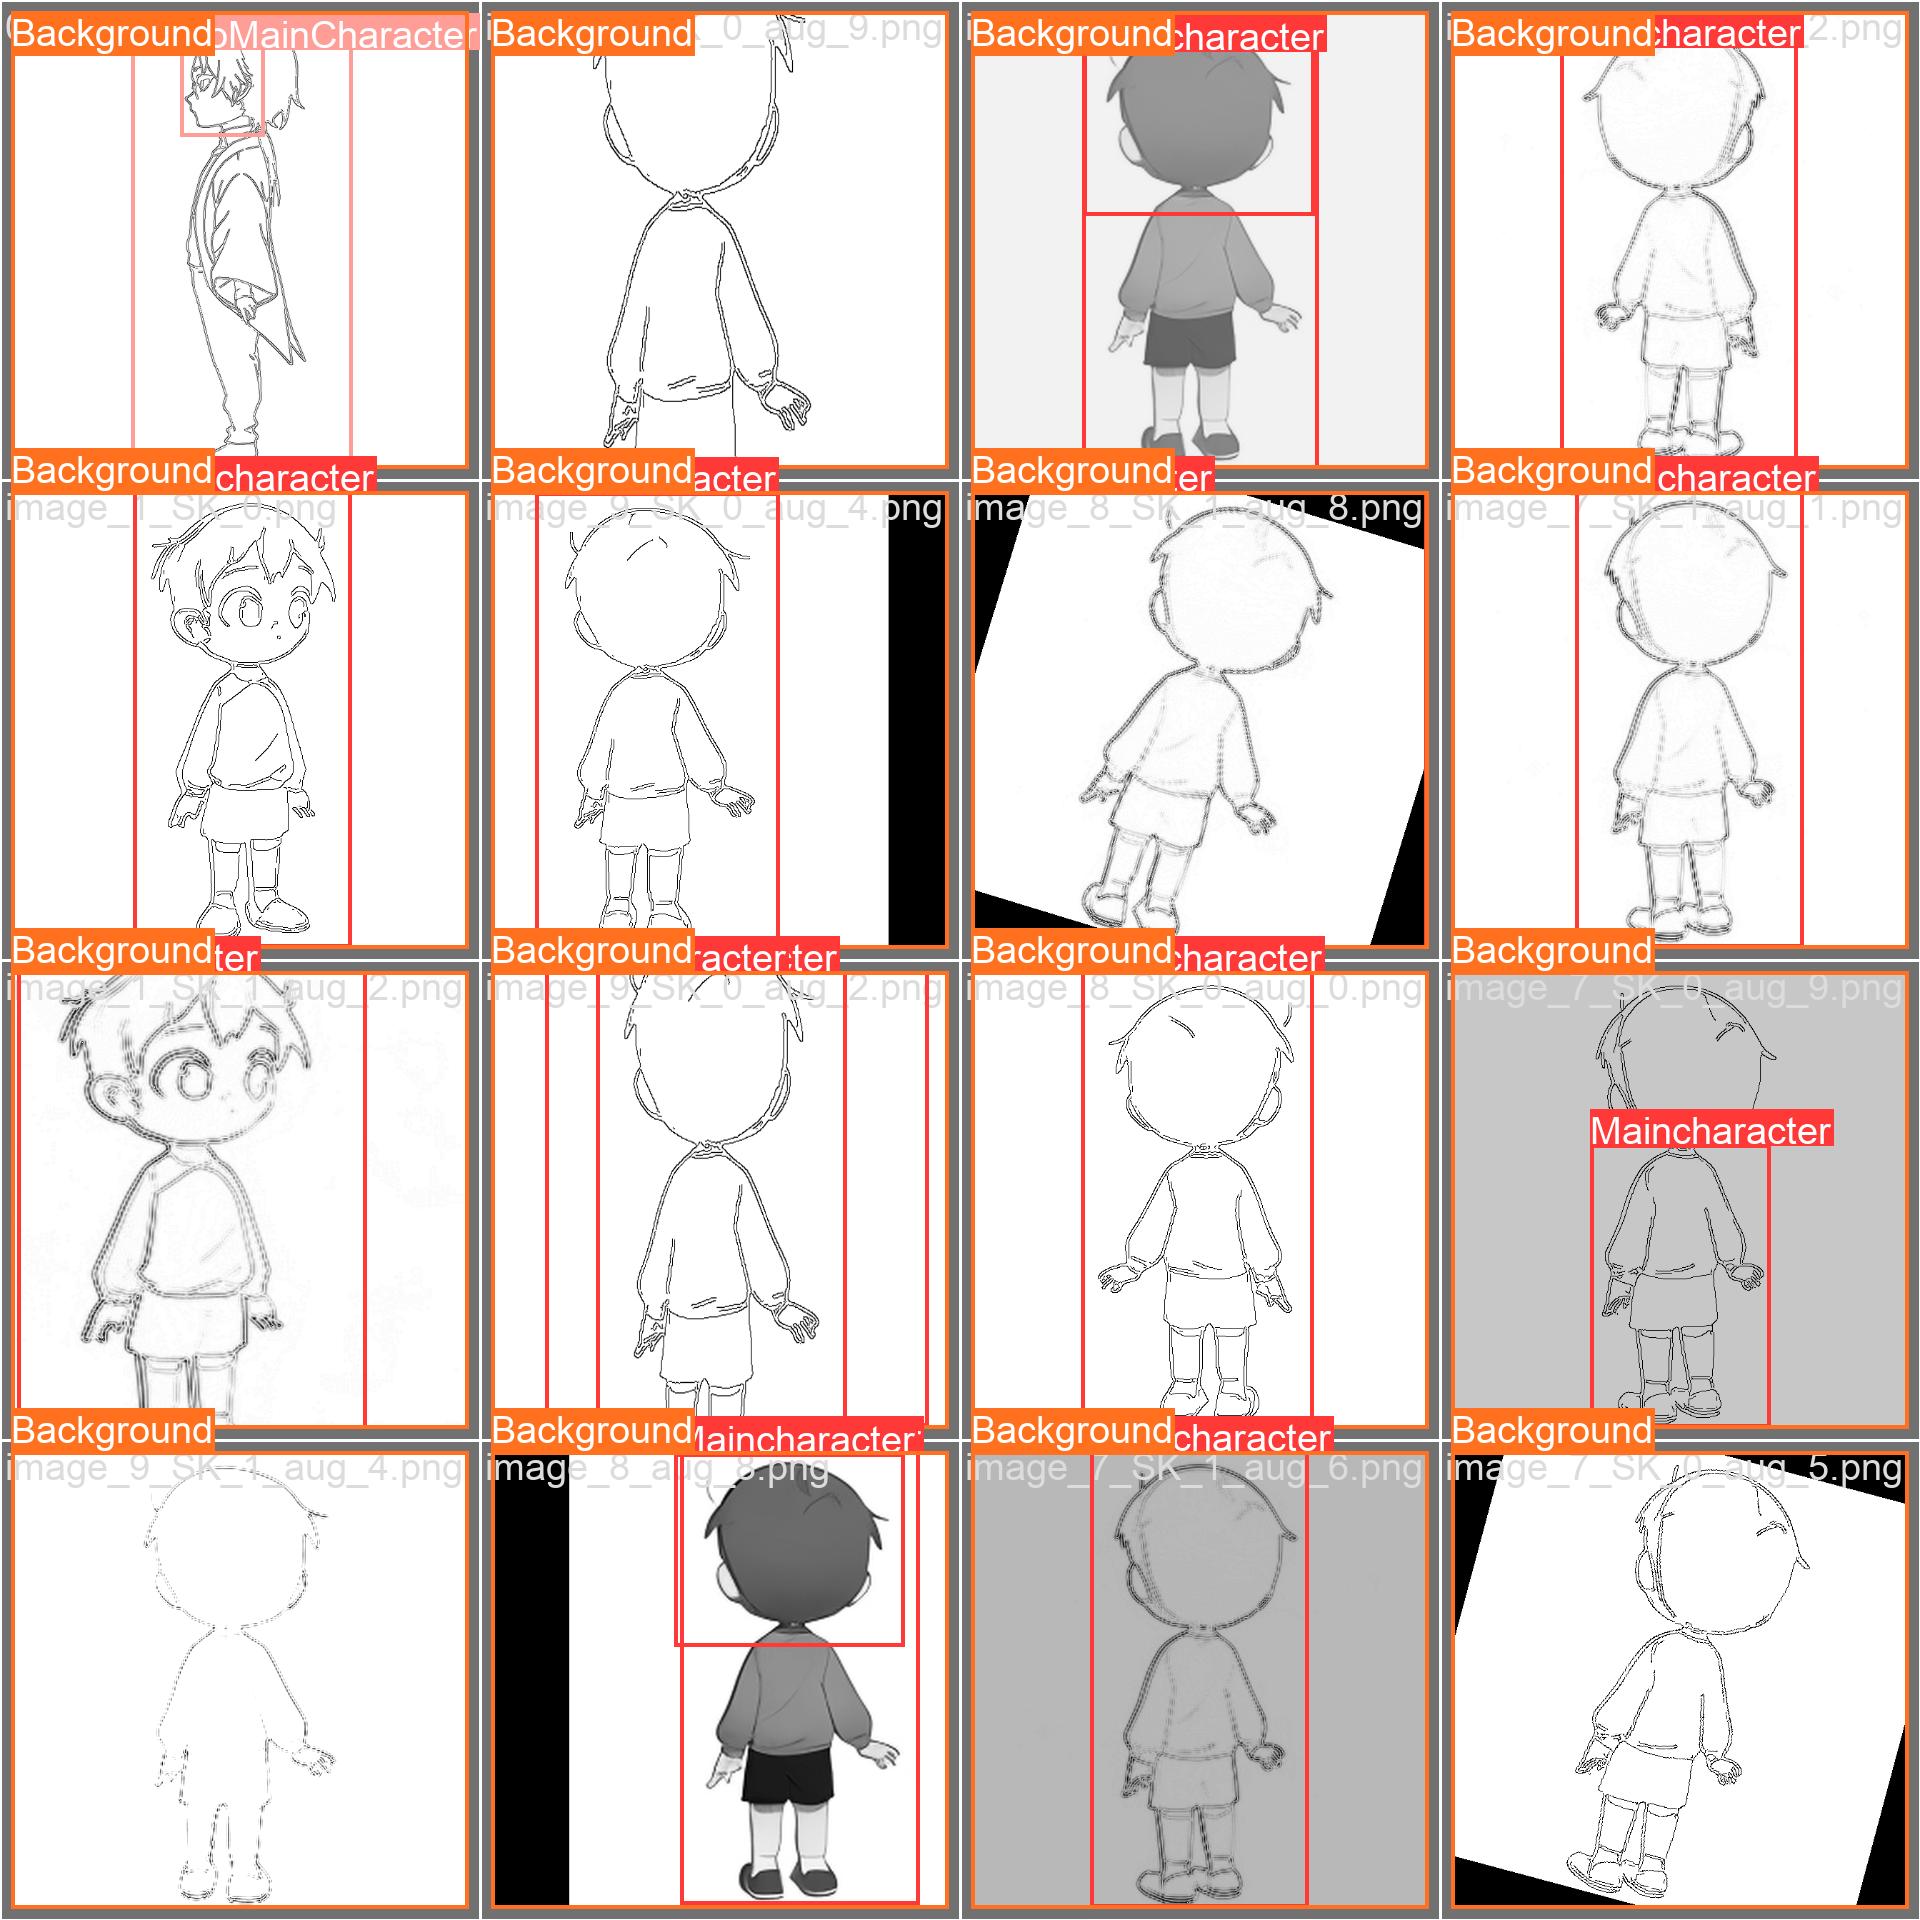 Background oMainCharacter
Background _0_aug_9.png
Background character
Background character 2.png
Background character
image_1_SK_0.png
Background acter
image_9_SK_0_aug_4.png
Background ter
image_8_SK_1_aug_8.png
Background character
image_7_SK_1_aug_1.png
Background ter
image_1_SK_1_aug_2.png
Background racter ter
image_9_SK_0_aug_2.png
Background character
image_8_SK_0_aug_0.png
Background
image_7_SK_0_aug_9.png
Maincharacter
Background
image_9_SK_1_aug_4.png
Background Maincharacter
image_8_aug_8.png
Background character
image_7_SK_1_aug_6.png
Background
image_7_SK_0_aug_5.png